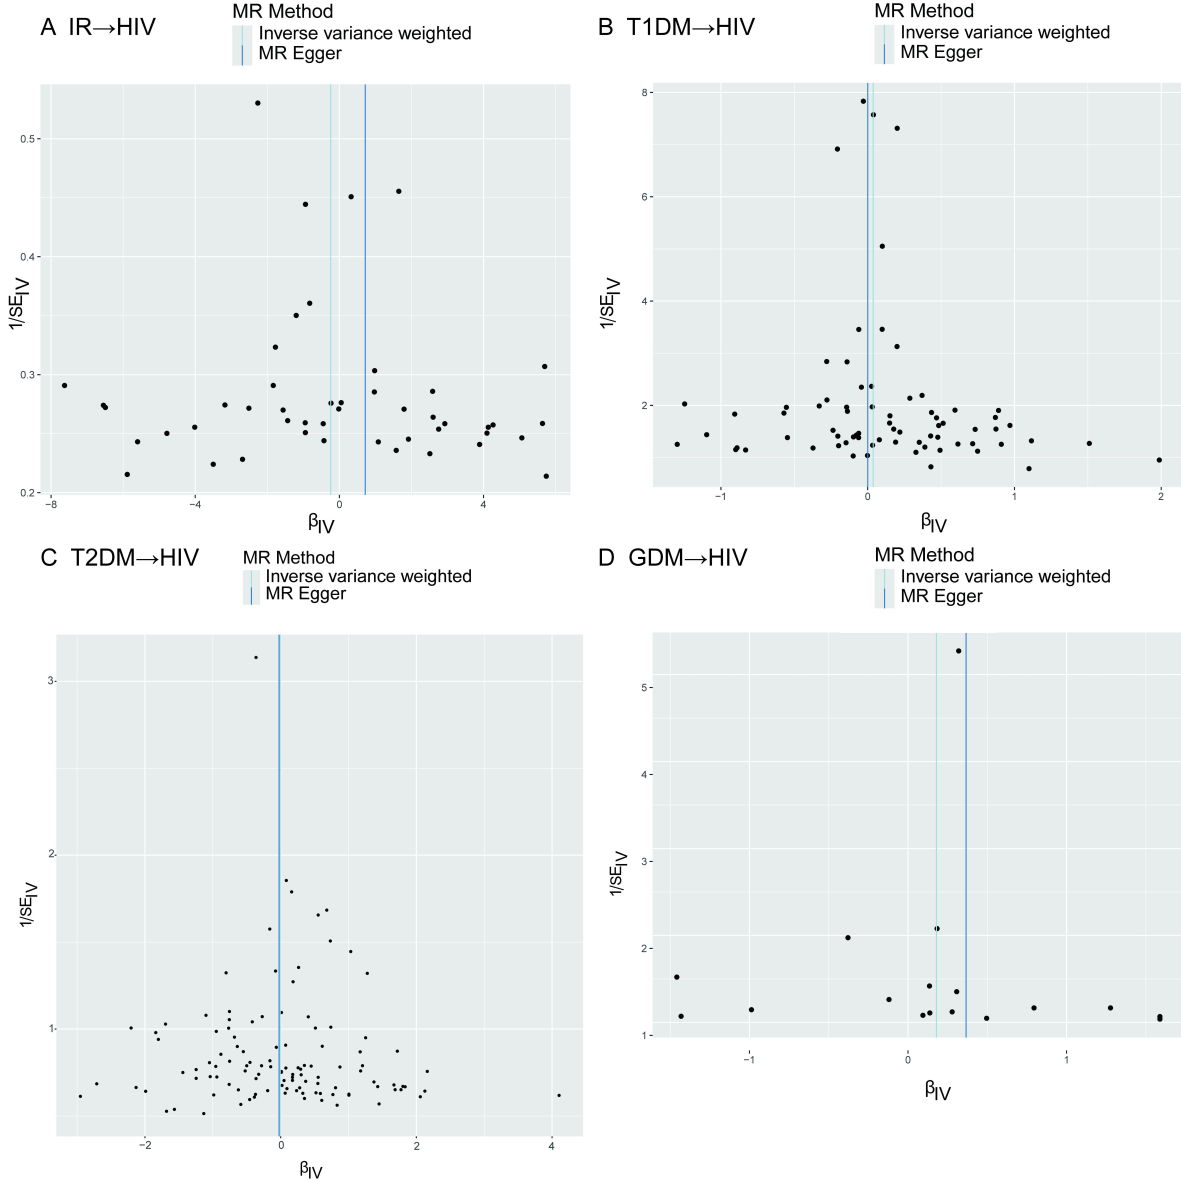 A IR→HIV
MR Method
Inverse variance weighted
MR Egger
0.5
0.4
0.3
0.2
1/SEIV
−8
−4
0
4
βIV
B T1DM→HIV
MR Method
Inverse variance weighted
MR Egger
8
6
4
2
1/SEIV
−1
0
1
2
βIV
C T2DM→HIV
MR Method
Inverse variance weighted
MR Egger
3
2
1
1/SEIV
−2
0
2
4
βIV
D GDM→HIV
MR Method
Inverse variance weighted
MR Egger
5
4
3
2
1
1/SEIV
−1
0
1
βIV